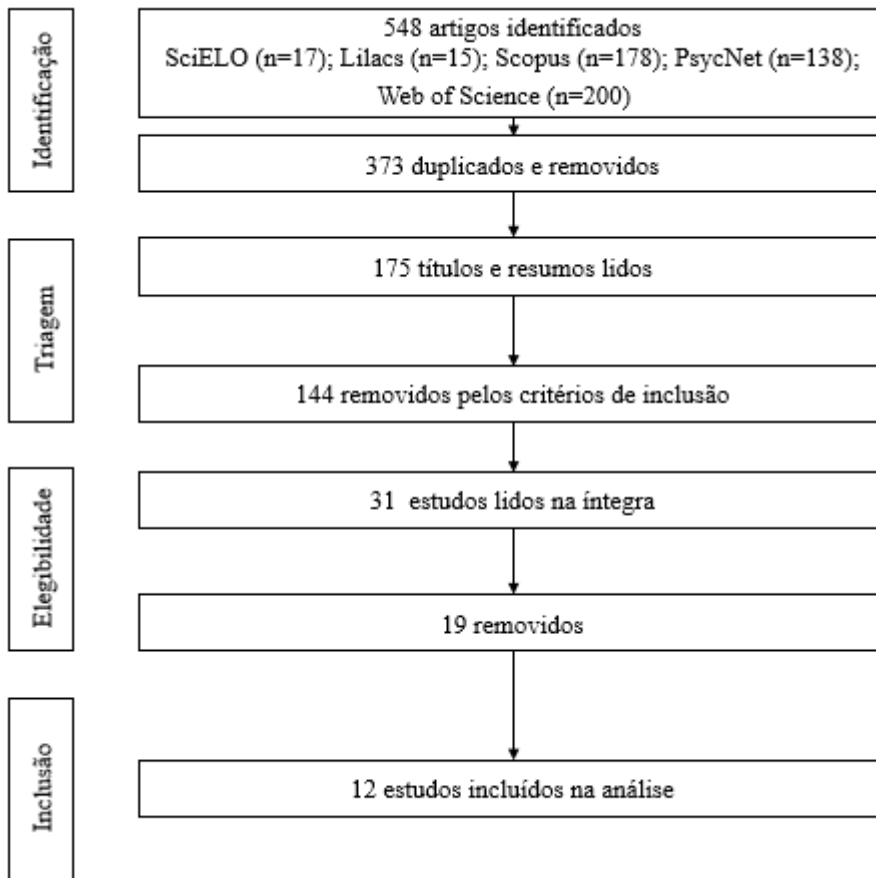 Identificação
548 artigos identificados
SciELO (n=17); Lilacs (n=15); Scopus (n=178); PsycNet (n=138);
Web of Science (n=200)
373 duplicados e removidos
Triagem
175 títulos e resumos lidos
144 removidos pelos critérios de inclusão
Elegibilidade
31 estudos lidos na íntegra
19 removidos
Inclusão
12 estudos incluídos na análise